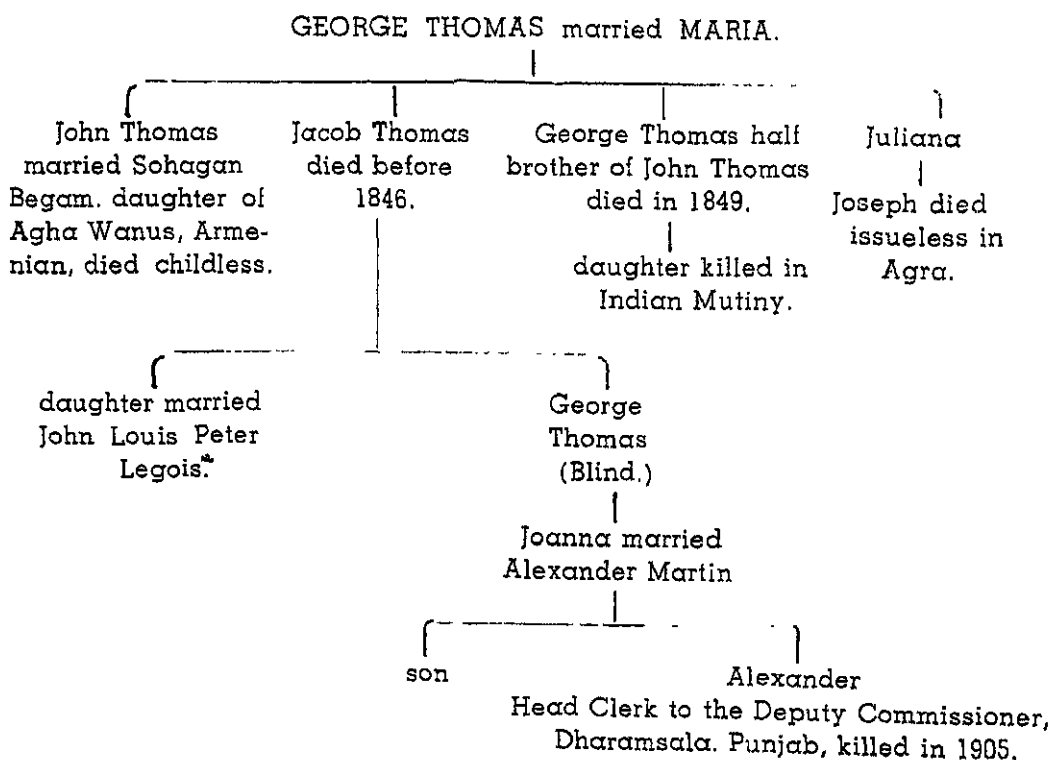 GEORGE THOMAS married MARIA.
John Thomas
married Sohagan
Begam. daughter of
Agha Wanus, Arme-
nian, died childless.
Jacob Thomas
died before
1846.
George Thomas half
brother of John Thomas
died in 1849.
daughter killed in
Indian Mutiny.
Juliana
Joseph died
issueless in
Agra.
daughter married
John Louis Peter
Legois.*
George
Thomas
(Blind.)
Joanna married
Alexander Martin
son
Alexander
Head Clerk to the Deputy Commissioner,
Dharamsala. Punjab, killed in 1905.